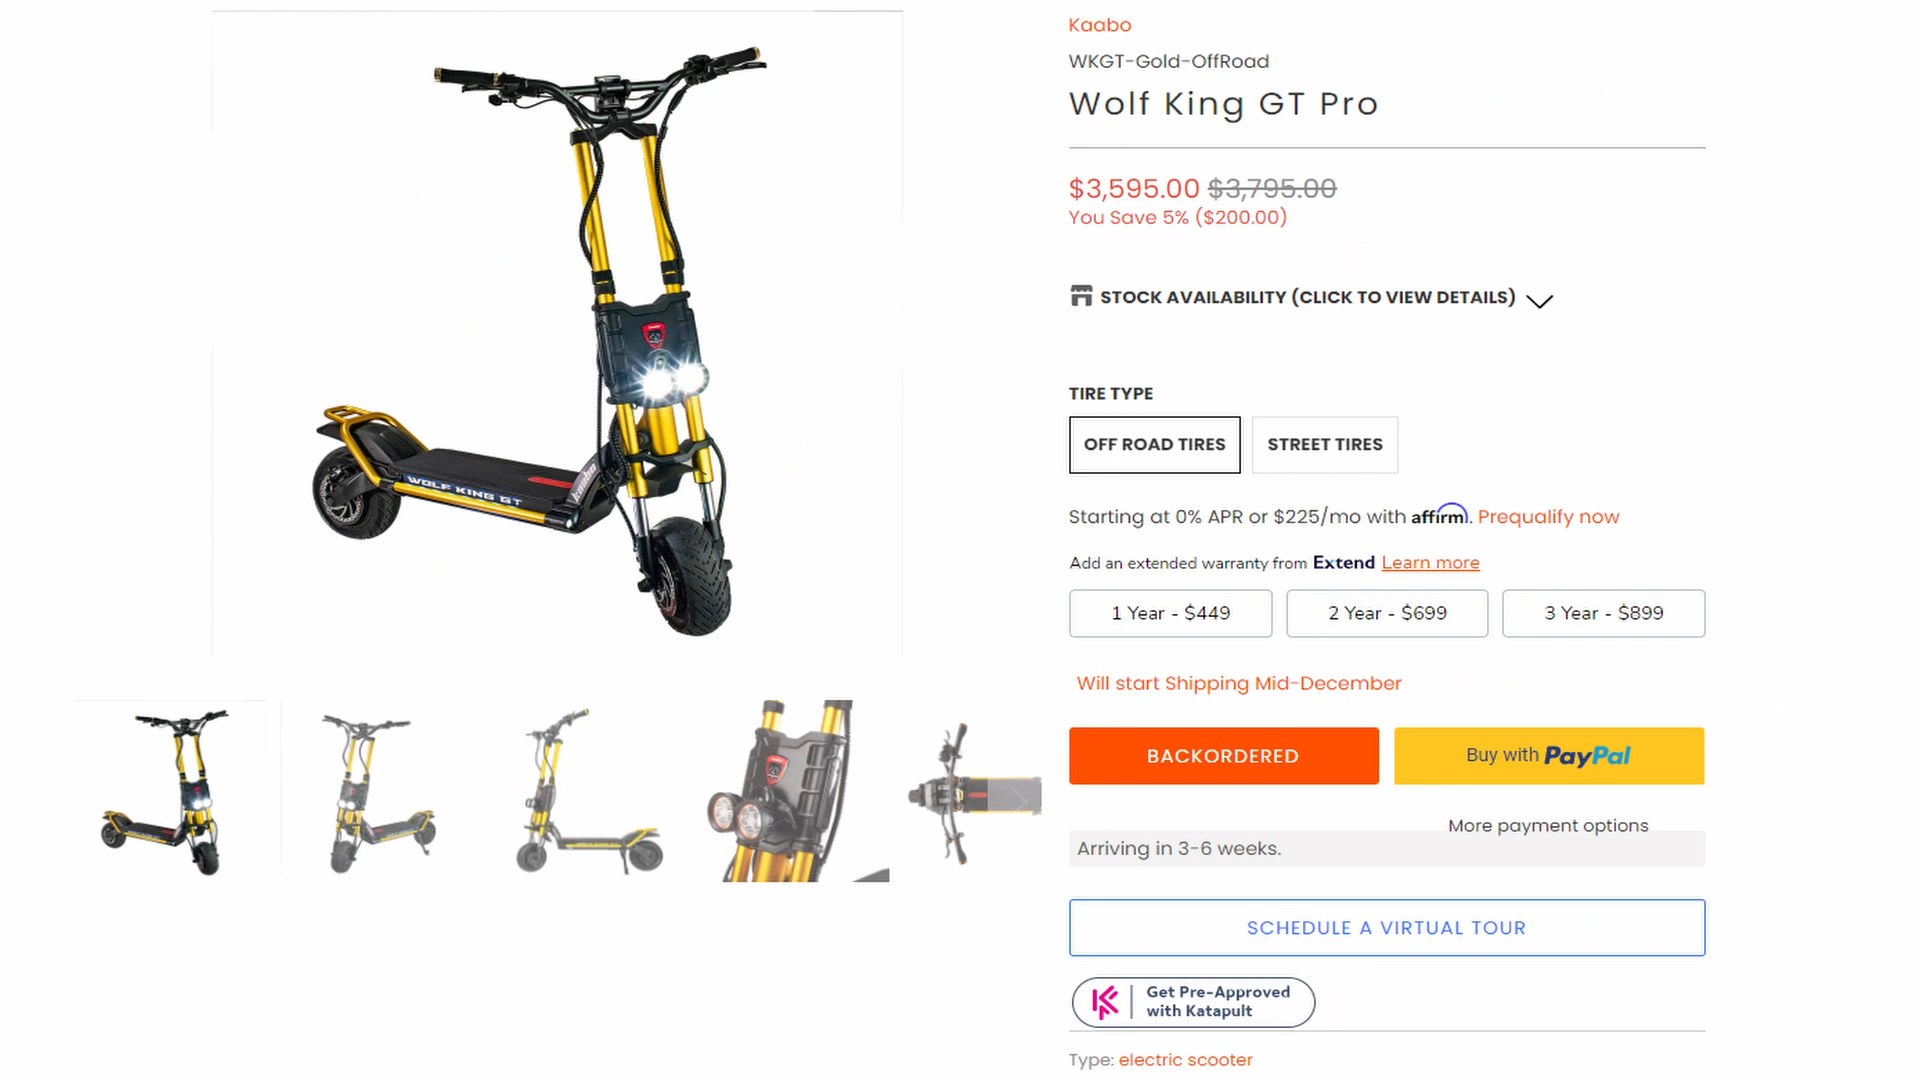 Kaabo
WKGT-Gold-OffRoad
Wolf King GT Pro
$3,595.00 $3,795.00
You Save 5% ($200.00)
STOCK AVAILABILITY (CLICK TO VIEW DETAILS)
TIRE TYPE
OFF ROAD TIRES STREET TIRES
Starting at 0% APR or $225/mo with affirm. Prequalify now
Add an extended warranty from Extend Learn more
1 Year - $449 2 Year - $699 3 Year - $899
Will start Shipping Mid-December
BACKORDERED Buy with PayPal
More payment options
Arriving in 3-6 weeks.
SCHEDULE A VIRTUAL TOUR
Get Pre-Approved
with Katapult
Type: electric scooter
WOLF KING GT
kaabo